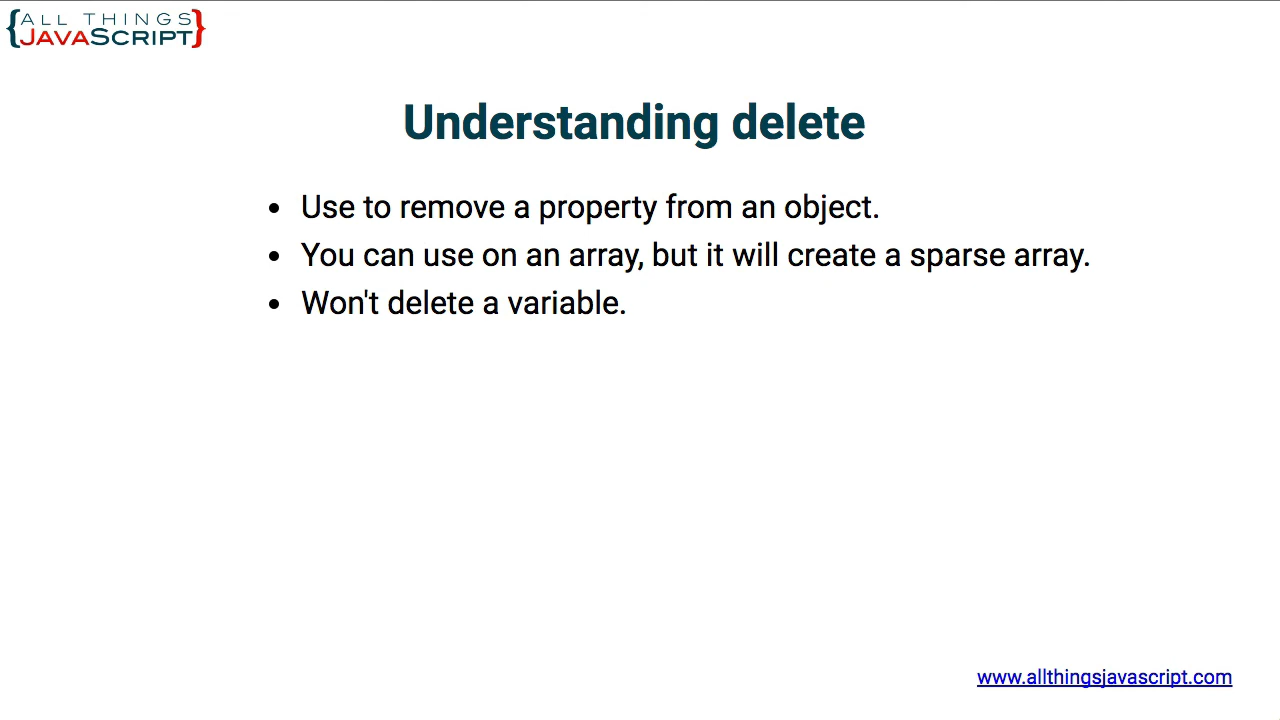 {ALL THINGS
JAVASCRIPT}
Understanding delete
• Use to remove a property from an object.
• You can use on an array, but it will create a sparse array.
• Won't delete a variable.
www.allthingsjavascript.com